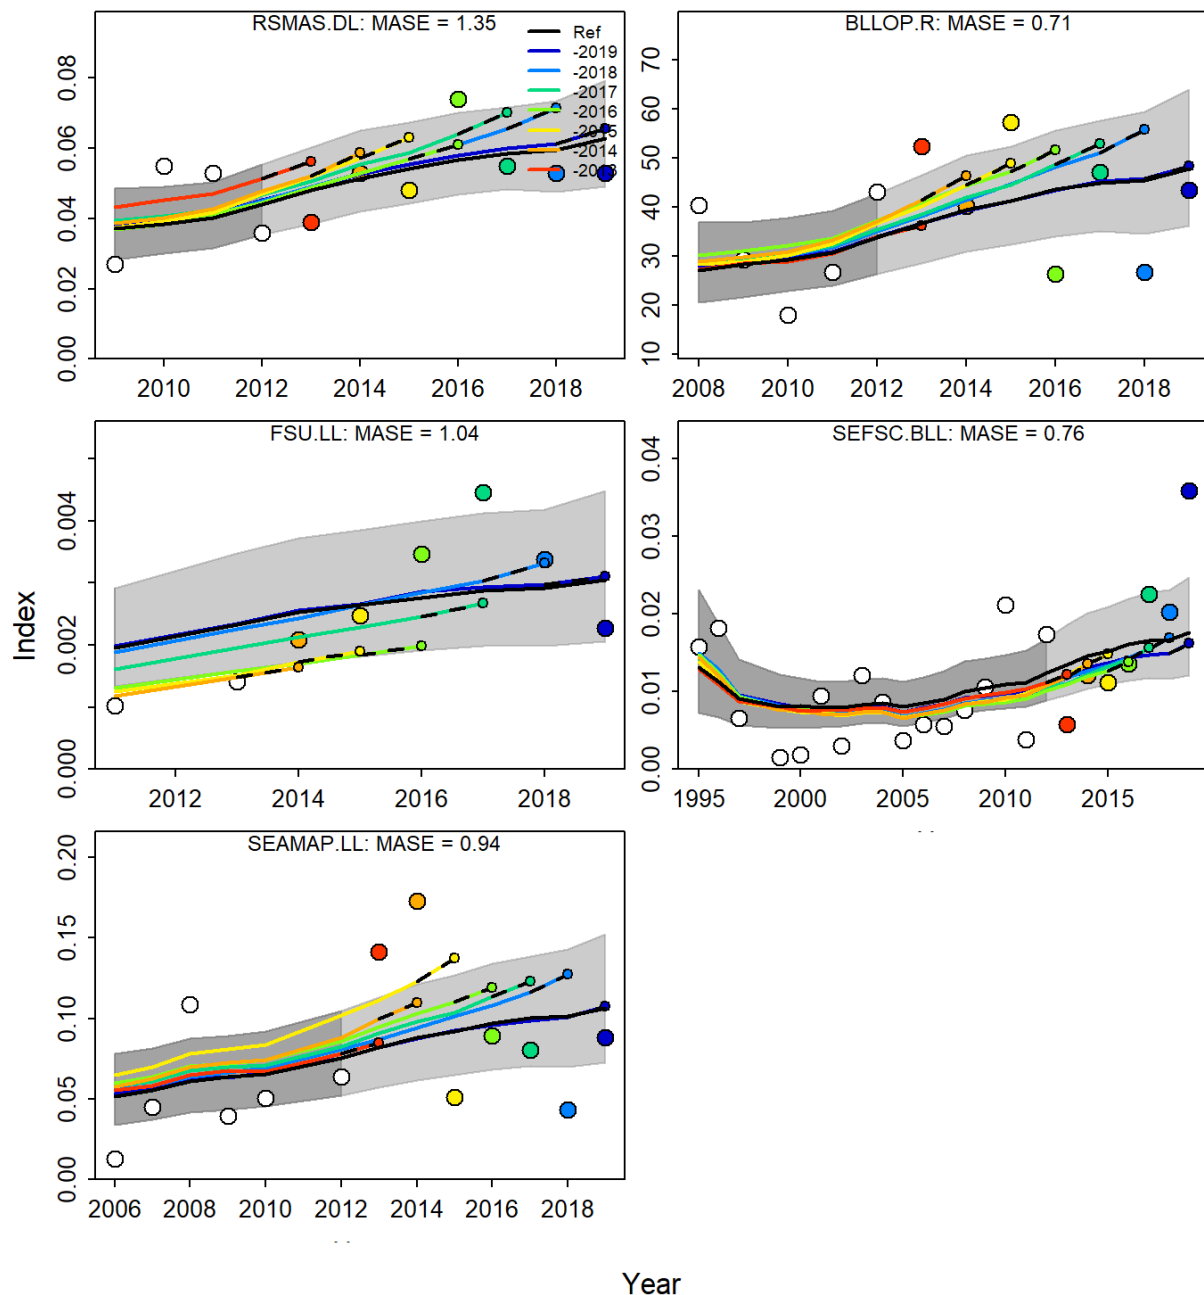 RSMAS.DL: MASE = 1.35
Ref
-2019
-2018
-2017
-2016
-2015
-2014
0.00 0.02 0.04 0.06 0.08
2010 2012 2014 2016 2018
BLLOP.R: MASE = 0.71
10 20 30 40 50 60 70
2008 2010 2012 2014 2016 2018
FSU.LL: MASE = 1.04
0.000 0.002 0.004
2012 2014 2016 2018
SEFSC.BLL: MASE = 0.76
0.00 0.01 0.02 0.03 0.04
1995 2000 2005 2010 2015
SEAMAP.LL: MASE = 0.94
0.00 0.05 0.10 0.15 0.20
2006 2008 2010 2012 2014 2016 2018
Index
Year